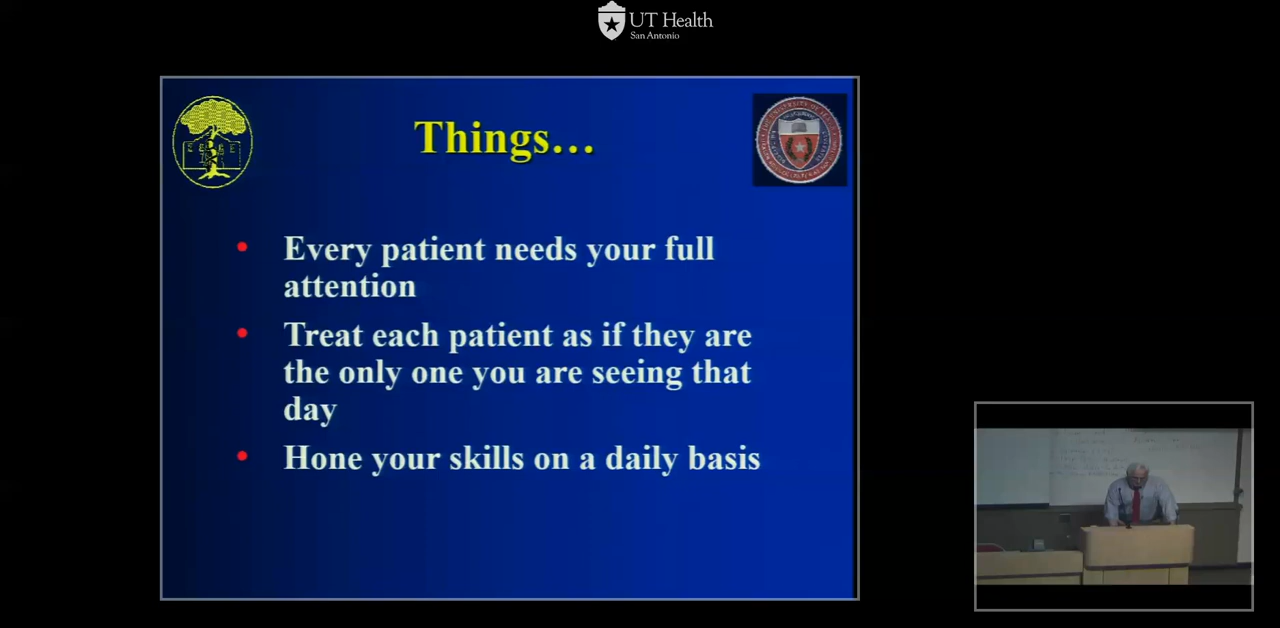 UT Health
San Antonio
Things…
Every patient needs your full
attention
Treat each patient as if they are
the only one you are seeing that
day
Hone your skills on a daily basis